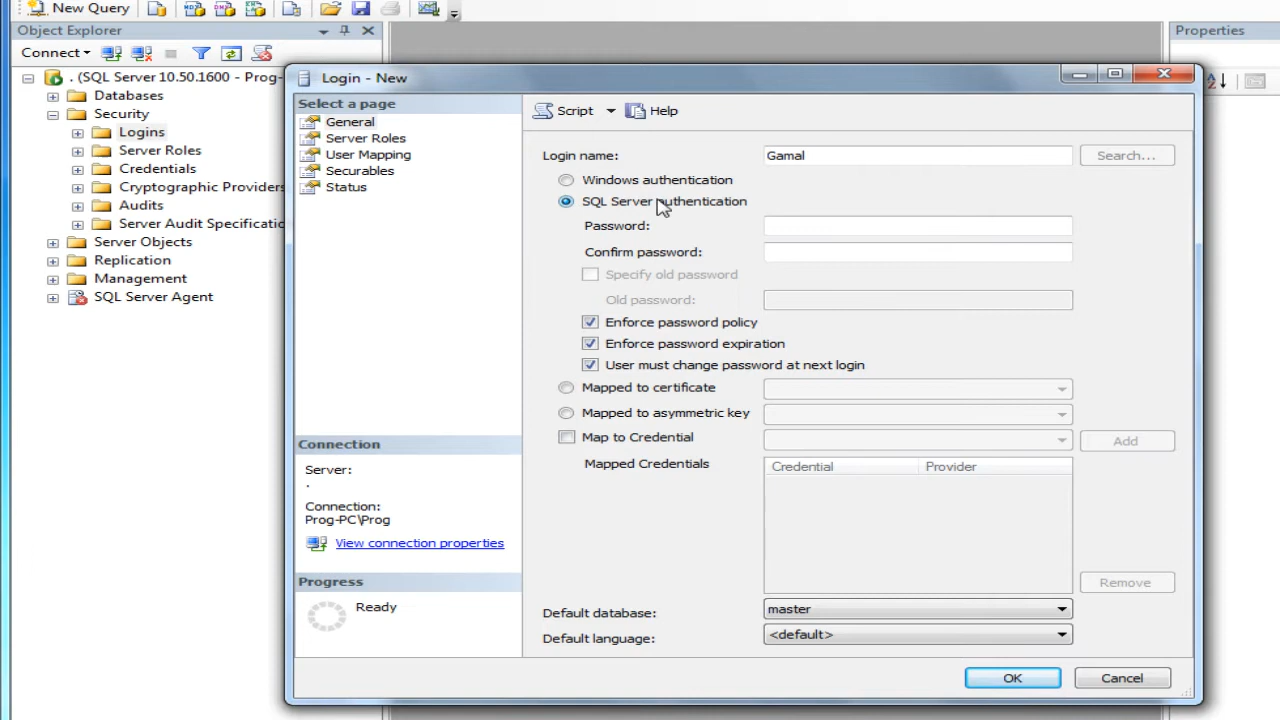 New Query
Object Explorer
Properties
Connect
. (SQL Server 10.50.1600 - Prog-
Databases
Security
Logins
Server Roles
Credentials
Cryptographic Providers
Audits
Server Audit Specificatio
Server Objects
Replication
Management
SQL Server Agent
Login - New
Select a page
General
Server Roles
User Mapping
Securables
Status
Connection
Server:
.
Connection:
Prog-PC\Prog
View connection properties
Progress
Ready
Script
Help
Login name:
Gamal
Search...
Windows authentication
SQL Server authentication
Password:
Confirm password:
Specify old password
Old password:
Enforce password policy
Enforce password expiration
User must change password at next login
Mapped to certificate
Mapped to asymmetric key
Map to Credential
Add
Mapped Credentials
Credential
Provider
Remove
Default database:
master
Default language:
<default>
OK
Cancel